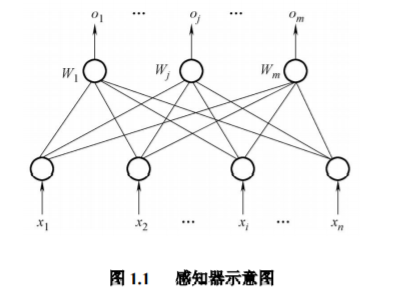 o₁ ... oⱼ ... oₘ
W₁ Wⱼ Wₘ
x₁ x₂ ... xᵢ ... xₙ
图 1.1 感知器示意图